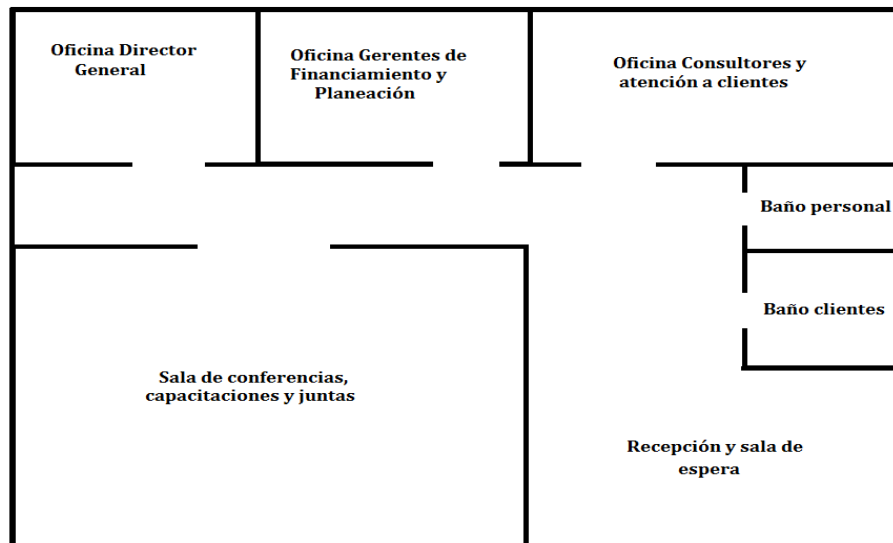 Oficina Director
General
Oficina Gerentes de
Financiamiento y
Planeación
Oficina Consultores y
atención a clientes
Baño personal
Baño clientes
Sala de conferencias,
capacitaciones y juntas
Recepción y sala de
espera